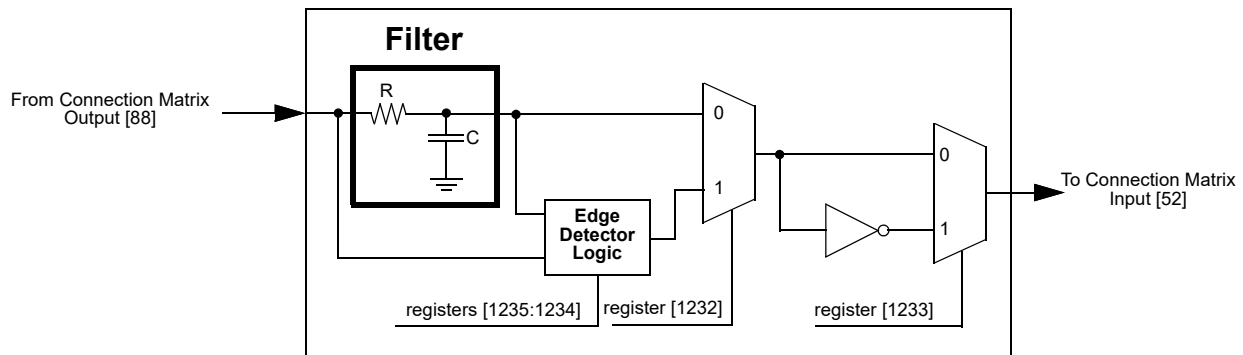 Filter
R
C
From Connection Matrix
Output [88]
0
1
Edge
Detector
Logic
0
1
To Connection Matrix
Input [52]
registers [1235:1234]
register [1232]
register [1233]